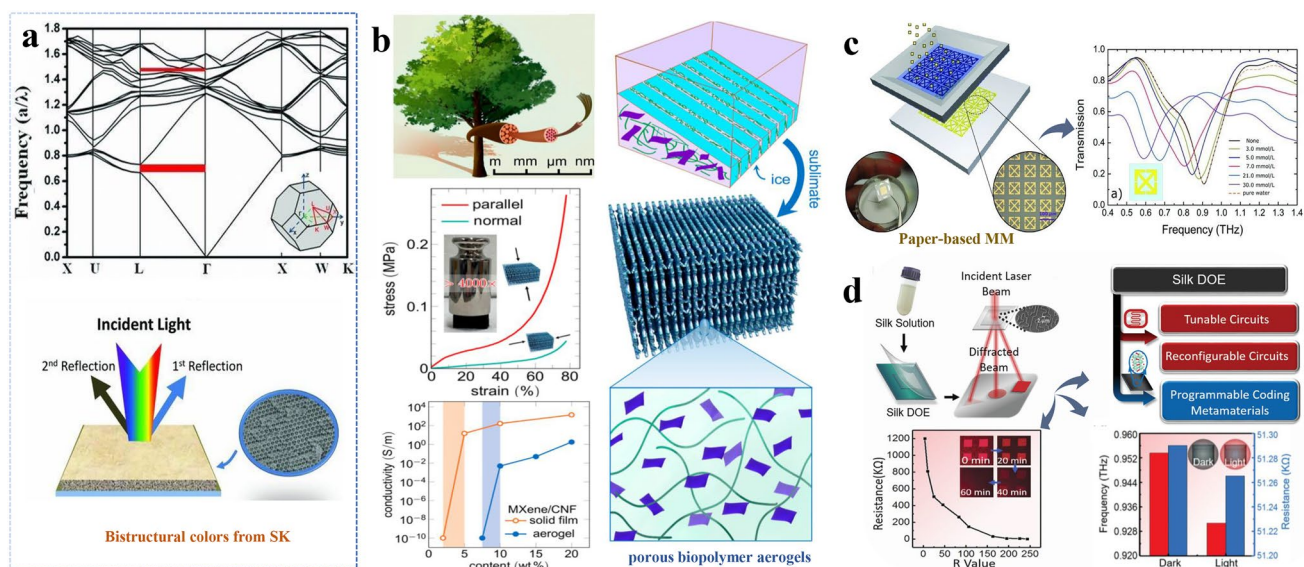 a
Frequency (a/λ)
1.8
1.6
1.4
1.2
1.0
0.8
0.6
0.4
0.2
0.0
X U L Γ X W K
Incident Light
2nd Reflection
1st Reflection
Bistructural colors from SK
b
m mm μm nm
ice
sublimate
stress (MPa)
0.2
0.1
0
parallel
normal
> 4000×
0 20 40 60 80
strain (%)
conductivity (S/m)
10⁴
10²
10⁰
10⁻²
10⁻⁴
10⁻⁶
10⁻⁸
10⁻¹⁰
MXene/CNF
solid film
aerogel
0 5 10 15 20
content (wt.%)
porous biopolymer aerogels
c
Paper-based MM
Transmission
1.0
0.8
0.6
0.4
0.2
0.0
None
3.0 mmol/L
5.0 mmol/L
7.0 mmol/L
21.0 mmol/L
30.0 mmol/L
pure water
a)
0.4 0.5 0.6 0.7 0.8 0.9 1.0 1.1 1.2 1.3 1.4
Frequency (THz)
d
Silk Solution
Silk DOE
Incident Laser
Beam
Diffracted
Beam
Silk DOE
Tunable Circuits
Reconfigurable Circuits
Programmable Coding
Metamaterials
Resistance(KΩ)
1200
1000
800
600
400
200
0
0 min
20 min
60 min
40 min
0 50 100 150 200 250
R Value
Frequency (THz)
0.960
0.952
0.944
0.936
0.928
0.920
Dark
Light
51.30
51.28
51.26
51.24
51.22
51.20
Resistance (KΩ)
Dark Light